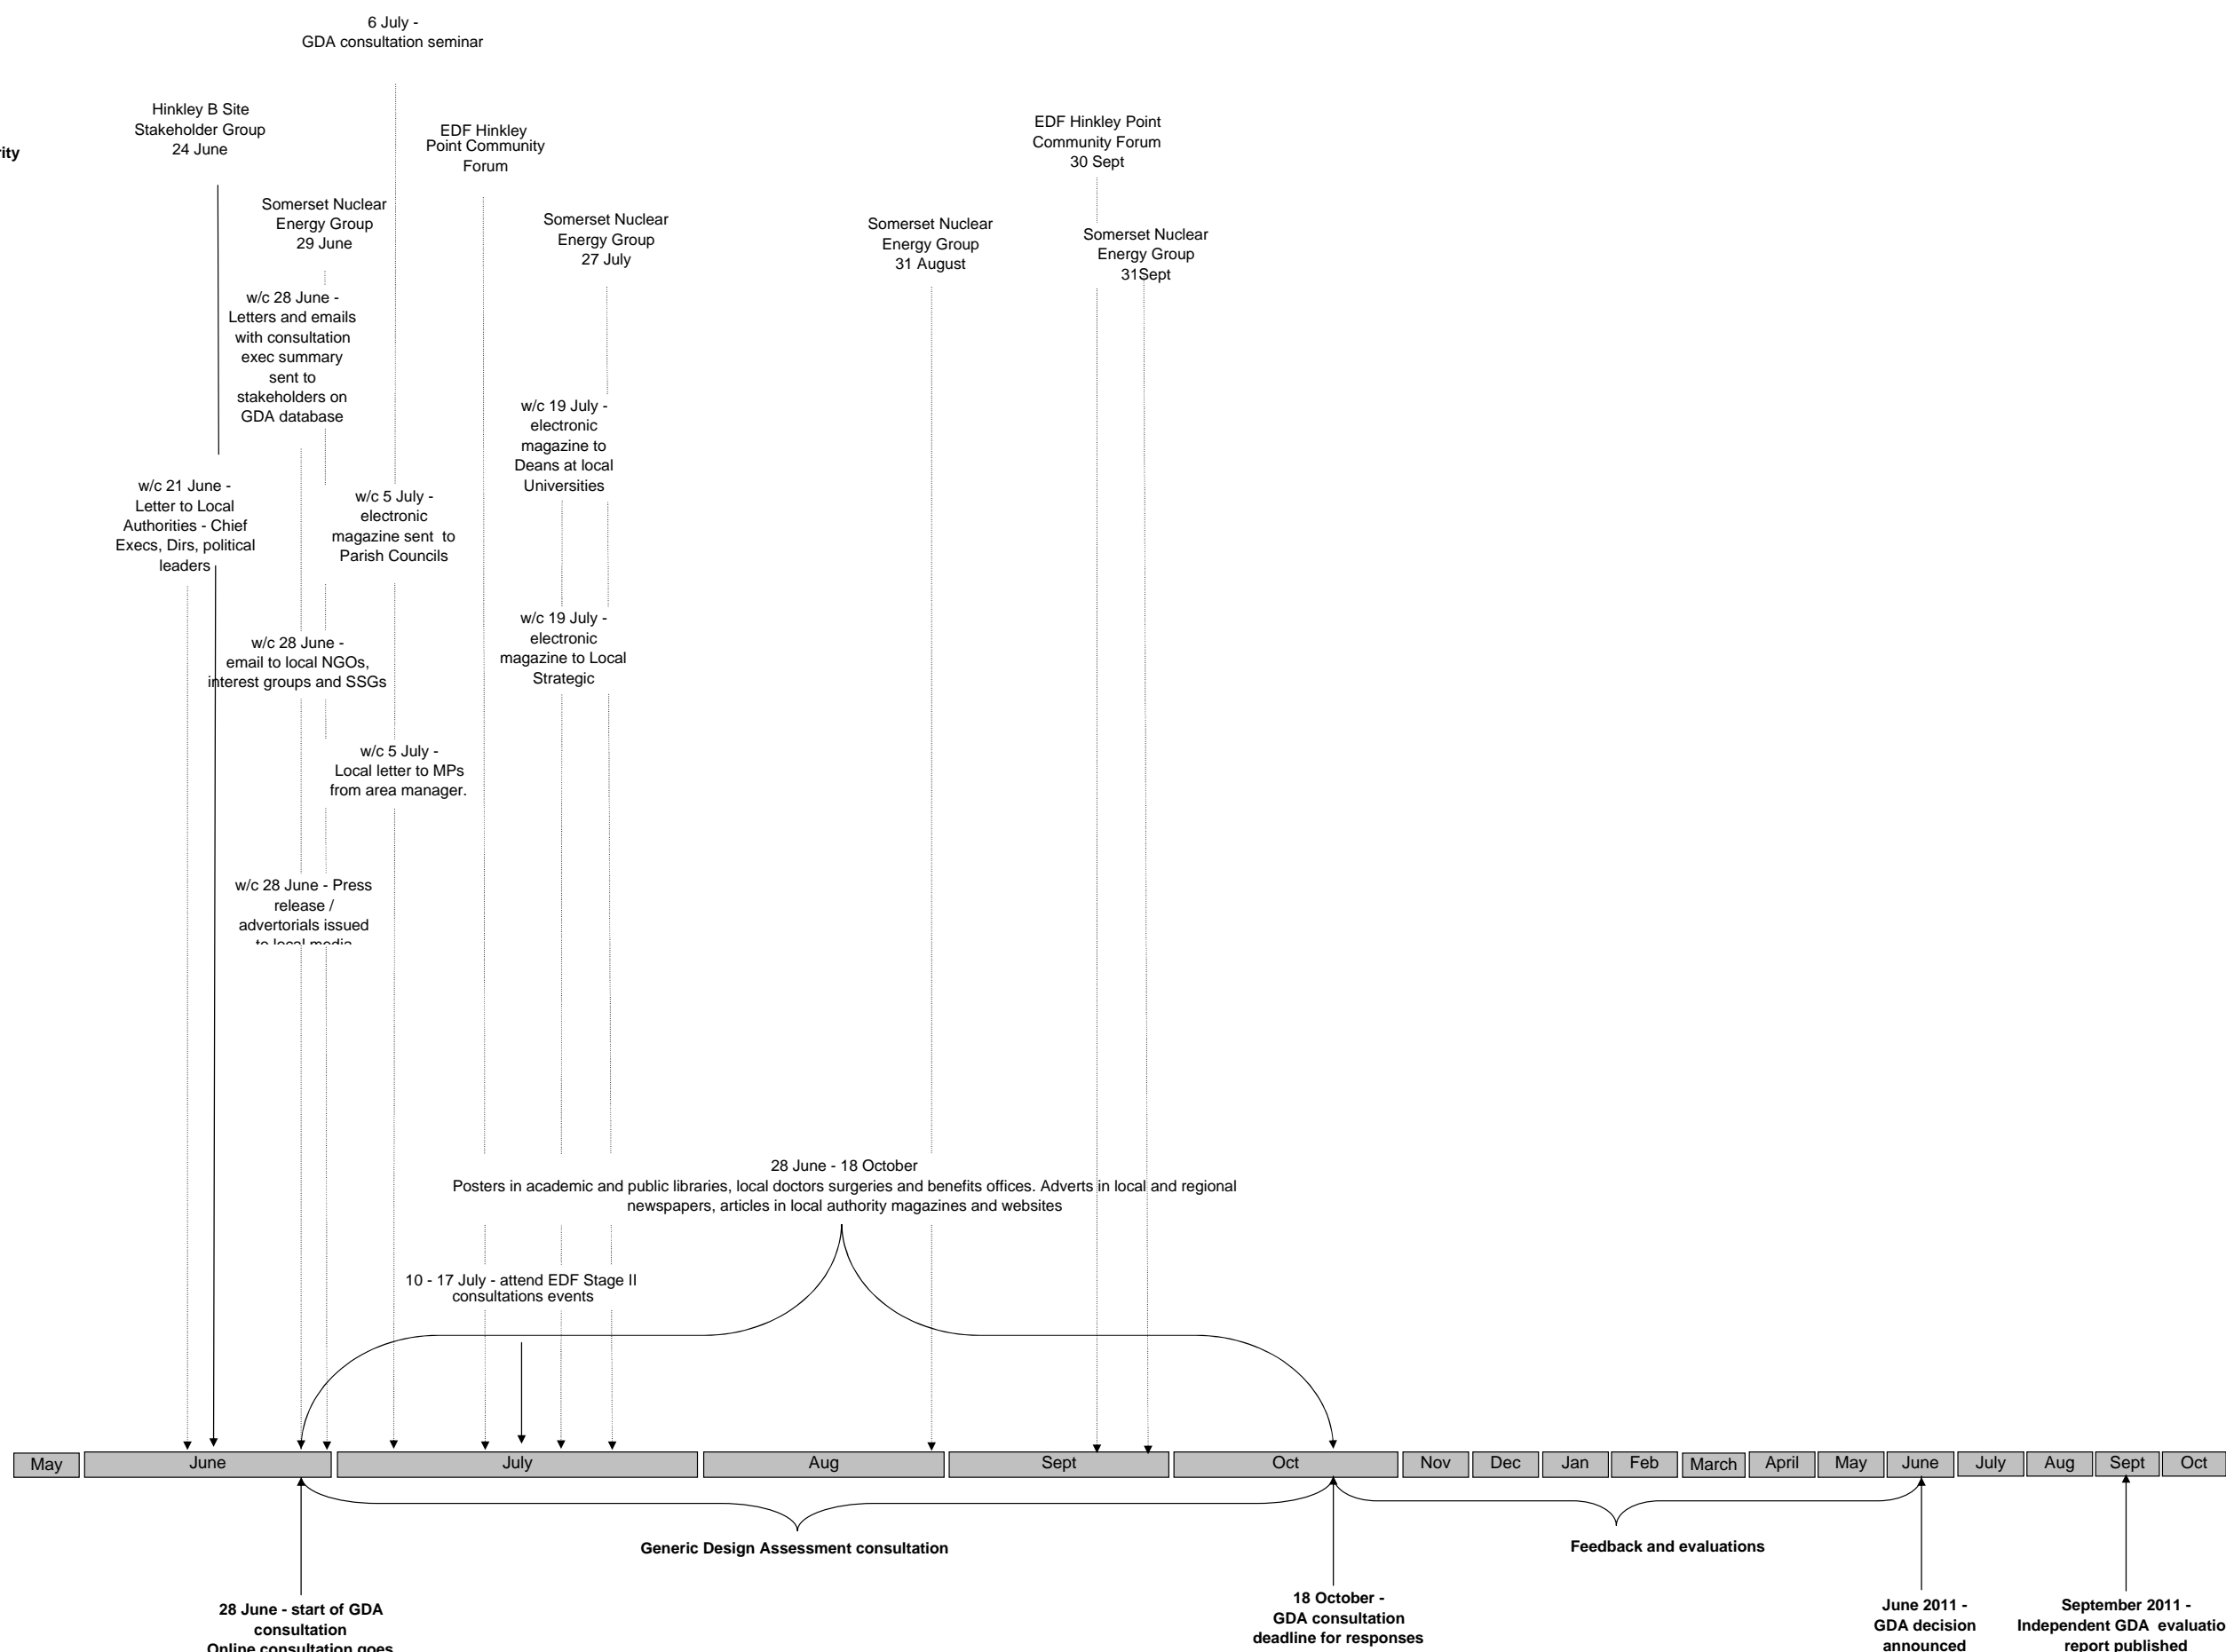 6 July -
GDA consultation seminar
Hinkley B Site
Stakeholder Group
24 June
EDF Hinkley
Point Community
Forum
EDF Hinkley Point
Community Forum
30 Sept
Somerset Nuclear
Energy Group
29 June
Somerset Nuclear
Energy Group
27 July
Somerset Nuclear
Energy Group
31 August
Somerset Nuclear
Energy Group
31Sept
w/c 28 June -
Letters and emails
with consultation
exec summary
sent to
stakeholders on
GDA database
w/c 19 July -
electronic
magazine to
Deans at local
Universities
w/c 21 June -
Letter to Local
Authorities - Chief
Execs, Dirs, political
leaders
w/c 5 July -
electronic
magazine sent to
Parish Councils
w/c 19 July -
electronic
magazine to Local
Strategic
w/c 28 June -
email to local NGOs,
interest groups and SSGs
w/c 5 July -
Local letter to MPs
from area manager.
w/c 28 June - Press
release /
advertorials issued
to local media
28 June - 18 October
Posters in academic and public libraries, local doctors surgeries and benefits offices. Adverts in local and regional
newspapers, articles in local authority magazines and websites
10 - 17 July - attend EDF Stage II
consultations events
May June July Aug Sept Oct Nov Dec Jan Feb March April May June July Aug Sept Oct
Generic Design Assessment consultation
Feedback and evaluations
28 June - start of GDA
consultation
Online consultation goes
18 October -
GDA consultation
deadline for responses
June 2011 -
GDA decision
announced
September 2011 -
Independent GDA
report published